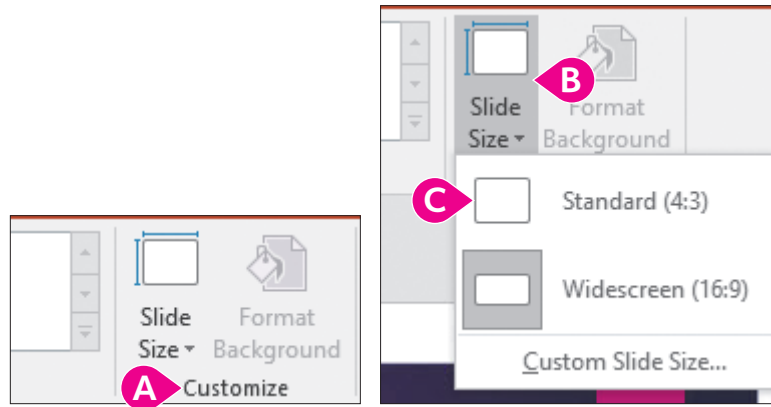 Slide Format
Size Background
A Customize
B
Slide Format
Size Background
C Standard (4:3)
Widescreen (16:9)
Custom Slide Size...